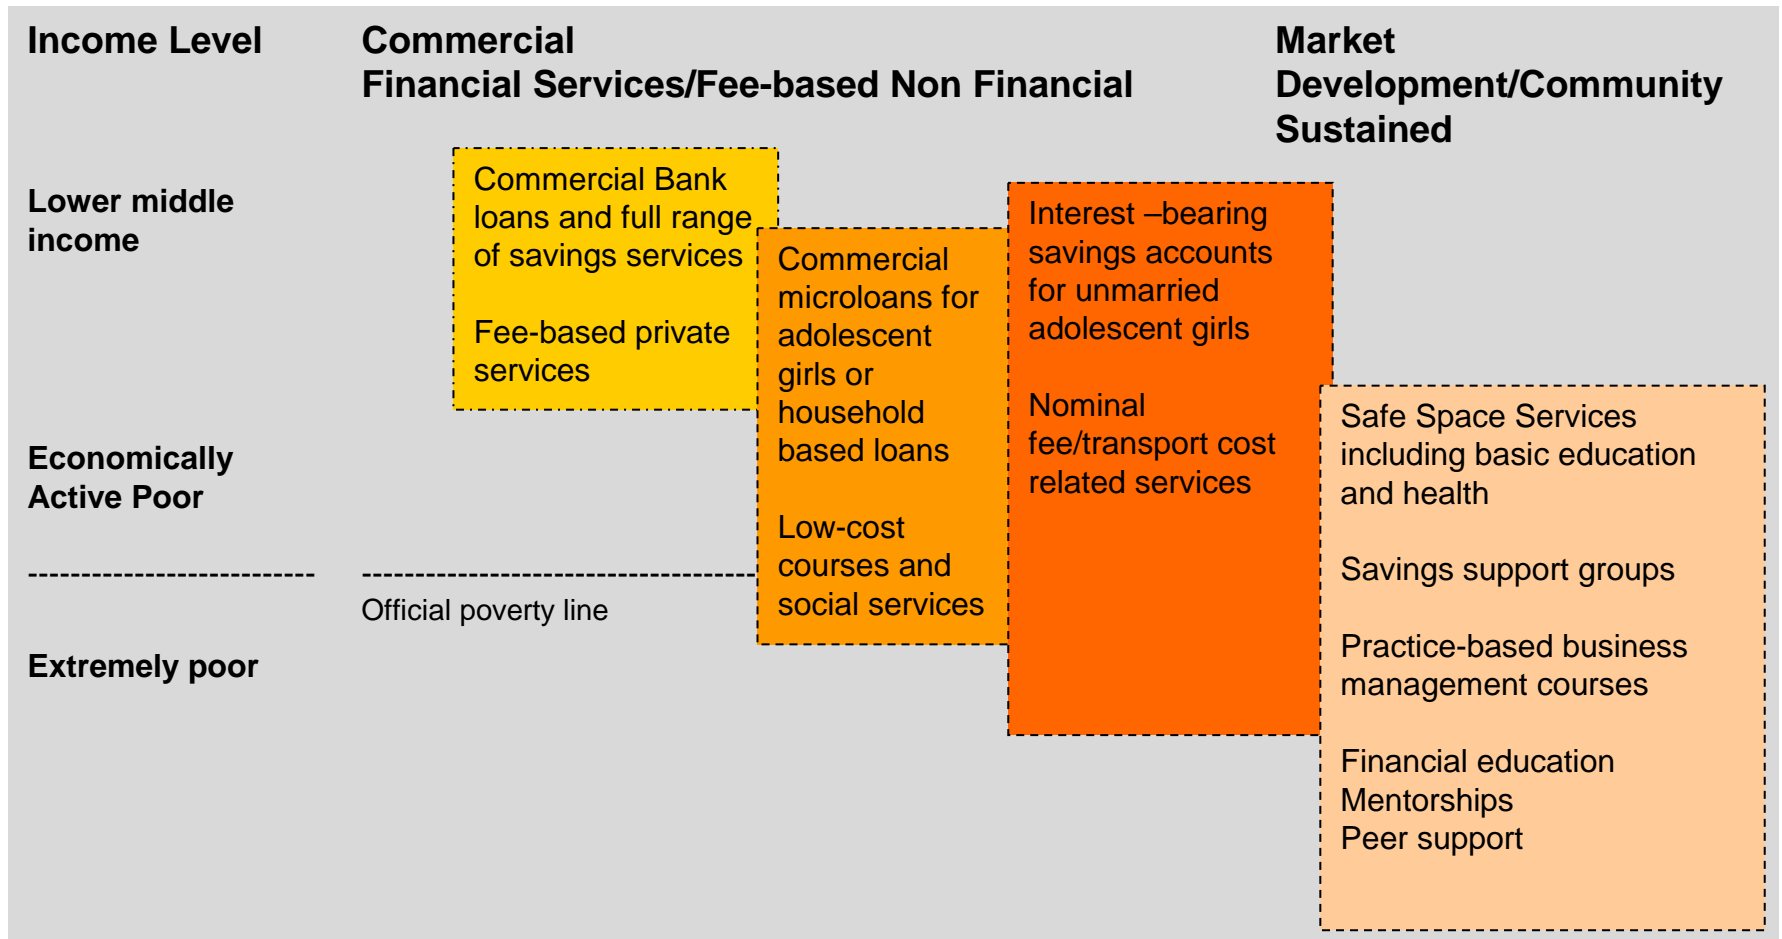 Income Level
Commercial
Financial Services/Fee-based Non Financial
Market
Development/Community
Sustained
Lower middle
income
Commercial Bank
loans and full range
of savings services
Fee-based private
services
Commercial
microloans for
adolescent
girls or
household
based loans
Low-cost
courses and
social services
Interest –bearing
savings accounts
for unmarried
adolescent girls
Nominal
fee/transport cost
related services
Safe Space Services
including basic education
and health
Savings support groups
Practice-based business
management courses
Financial education
Mentorships
Peer support
Economically
Active Poor
Official poverty line
Extremely poor